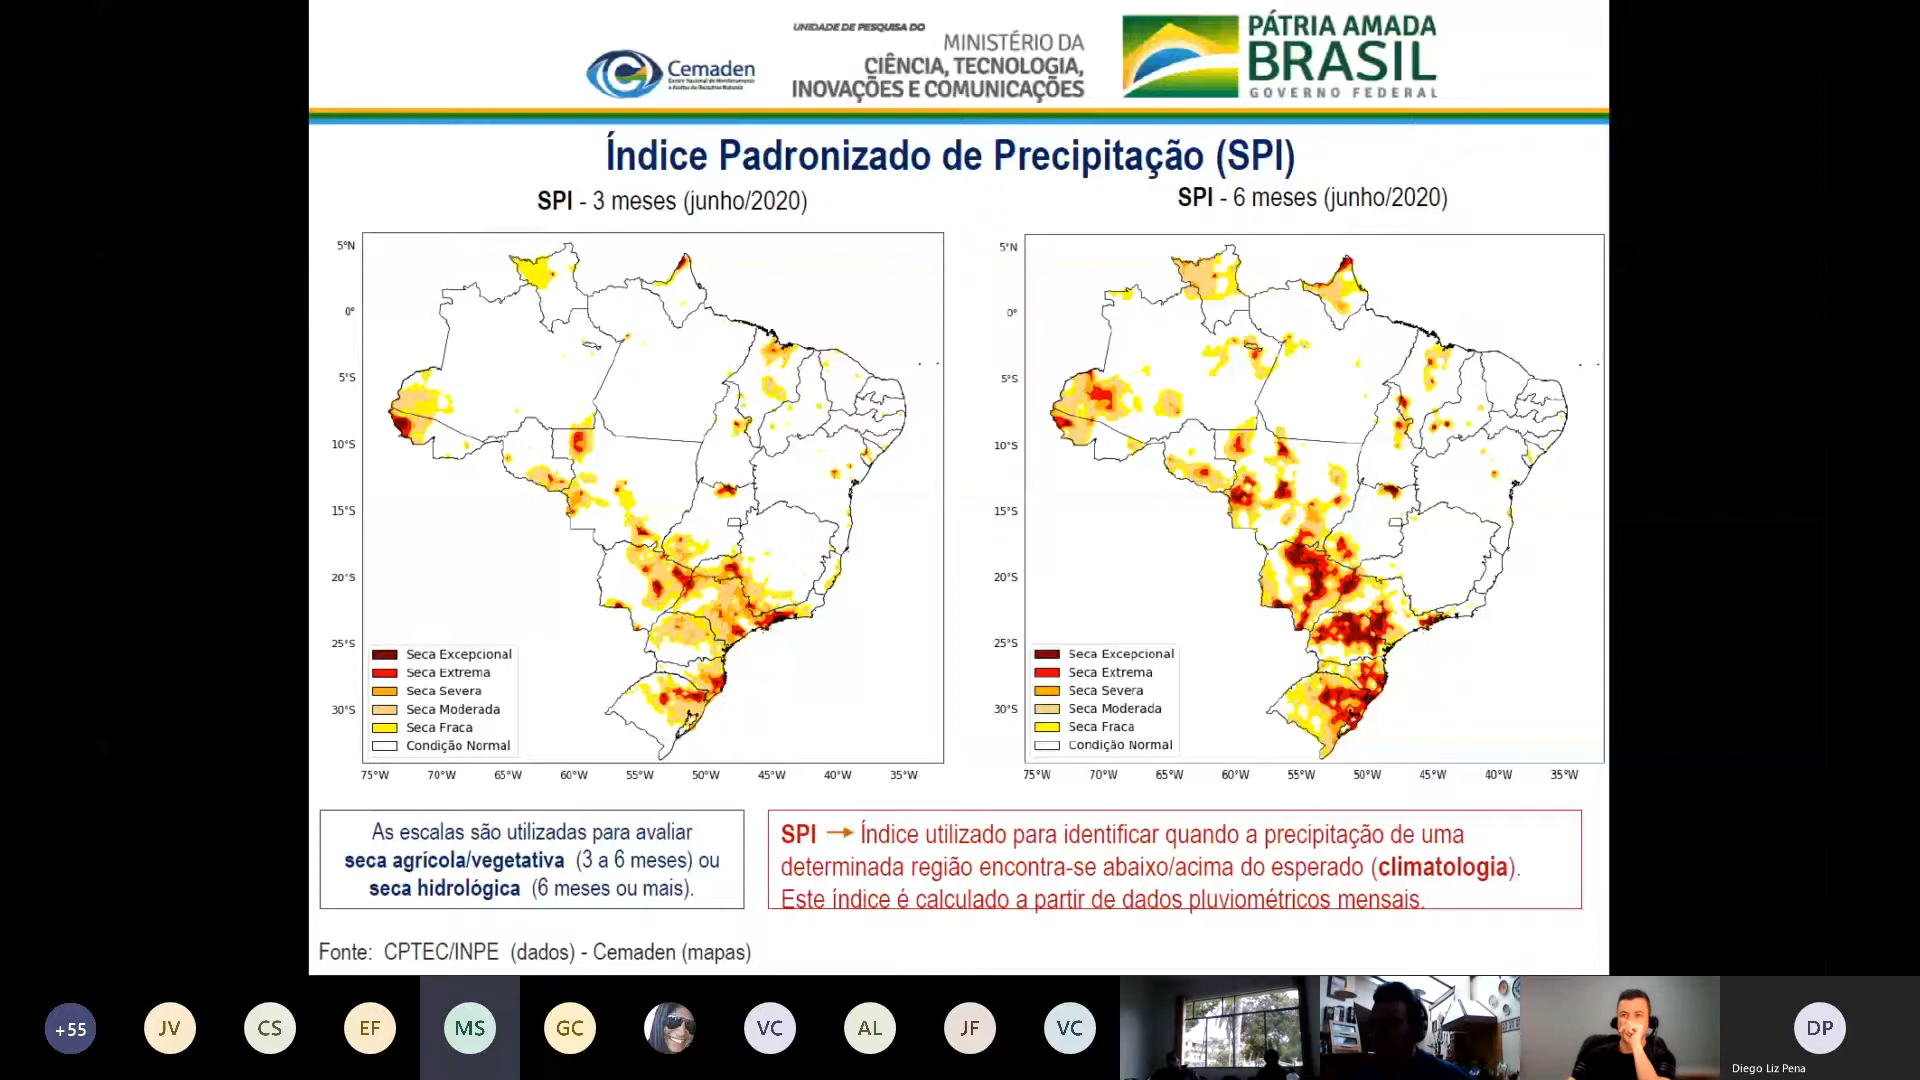 UNIDADE DE PESQUISA DO
MINISTÉRIO DA
CIÊNCIA, TECNOLOGIA,
INOVAÇÕES E COMUNICAÇÕES
Cemaden
PÁTRIA AMADA
BRASIL
GOVERNO FEDERAL
Índice Padronizado de Precipitação (SPI)
SPI - 3 meses (junho/2020)
SPI - 6 meses (junho/2020)
5°N
0°
5°S
10°S
15°S
20°S
25°S
30°S
Seca Excepcional
Seca Extrema
Seca Severa
Seca Moderada
Seca Fraca
Condição Normal
75°W 70°W 65°W 60°W 55°W 50°W 45°W 40°W 35°W
5°N
0°
5°S
10°S
15°S
20°S
25°S
30°S
Seca Excepcional
Seca Extrema
Seca Severa
Seca Moderada
Seca Fraca
Condição Normal
75°W 70°W 65°W 60°W 55°W 50°W 45°W 40°W 35°W
As escalas são utilizadas para avaliar
seca agrícola/vegetativa (3 a 6 meses) ou
seca hidrológica (6 meses ou mais).
SPI → Índice utilizado para identificar quando a precipitação de uma
determinada região encontra-se abaixo/acima do esperado (climatologia).
Este índice é calculado a partir de dados pluviométricos mensais.
Fonte: CPTEC/INPE (dados) - Cemaden (mapas)
+55 JV CS EF MS GC VC AL JF VC DP
Diego Liz Pena